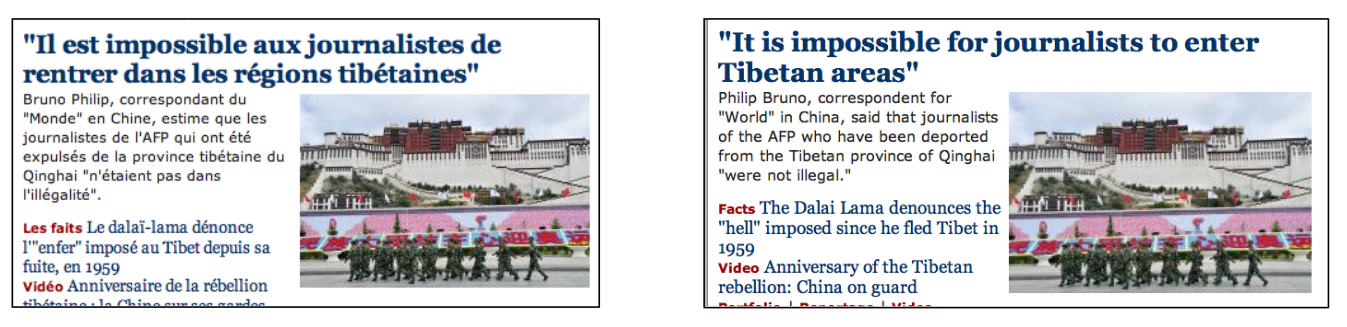 "Il est impossible aux journalistes de
rentrer dans les régions tibétaines"
Bruno Philip, correspondant du
"Monde" en Chine, estime que les
journalistes de l'AFP qui ont été
expulsés de la province tibétaine du
Qinghai "n'étaient pas dans
l'illégalité".
Les faits Le dalaï-lama dénonce
l'"enfer" imposé au Tibet depuis sa
fuite, en 1959
Vidéo Anniversaire de la rébellion
tibétaine : la Chine sur ses gardes
"It is impossible for journalists to enter
Tibetan areas"
Philip Bruno, correspondent for
"World" in China, said that journalists
of the AFP who have been deported
from the Tibetan province of Qinghai
"were not illegal."
Facts The Dalai Lama denounces the
"hell" imposed since he fled Tibet in
1959
Video Anniversary of the Tibetan
rebellion: China on guard
Portfolio | Reportage | Video